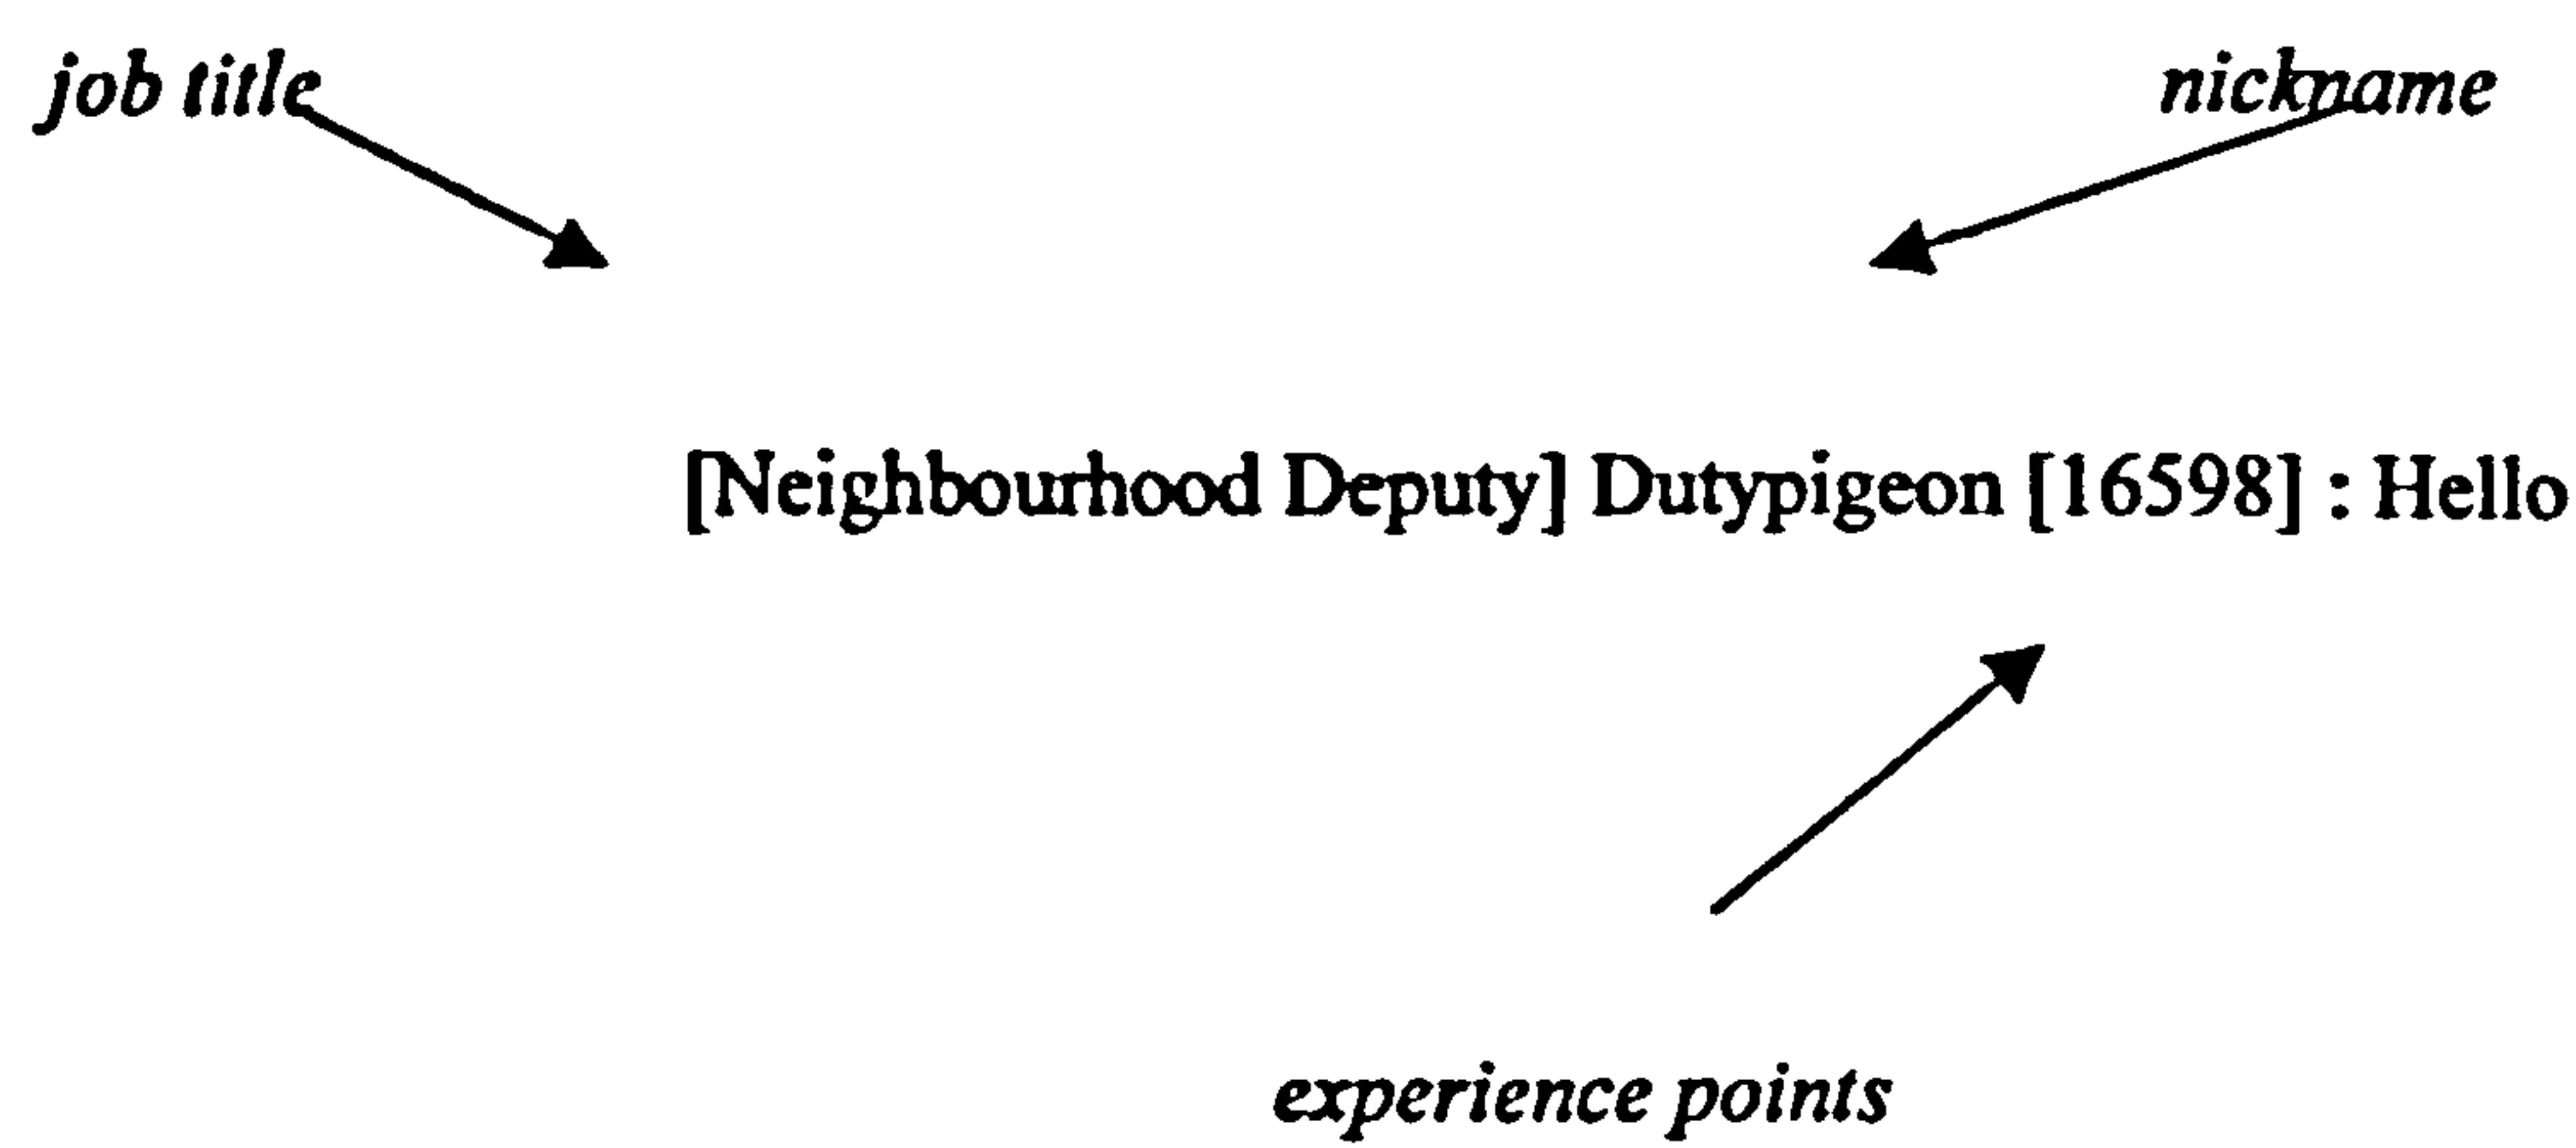 job title
nickname
[Neighbourhood Deputy] Dutypigeon [16598] : Hello
experience points